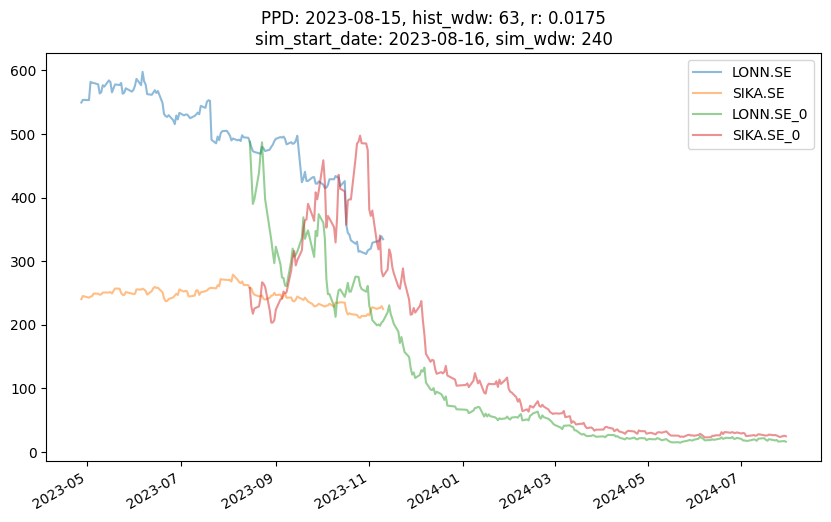 PPD: 2023-08-15, hist_wdw: 63, r: 0.0175
sim_start_date: 2023-08-16, sim_wdw: 240
600
500
400
300
200
100
0
LONN.SE
SIKA.SE
LONN.SE_0
SIKA.SE_0
2023-05
2023-07
2023-09
2023-11
2024-01
2024-03
2024-05
2024-07